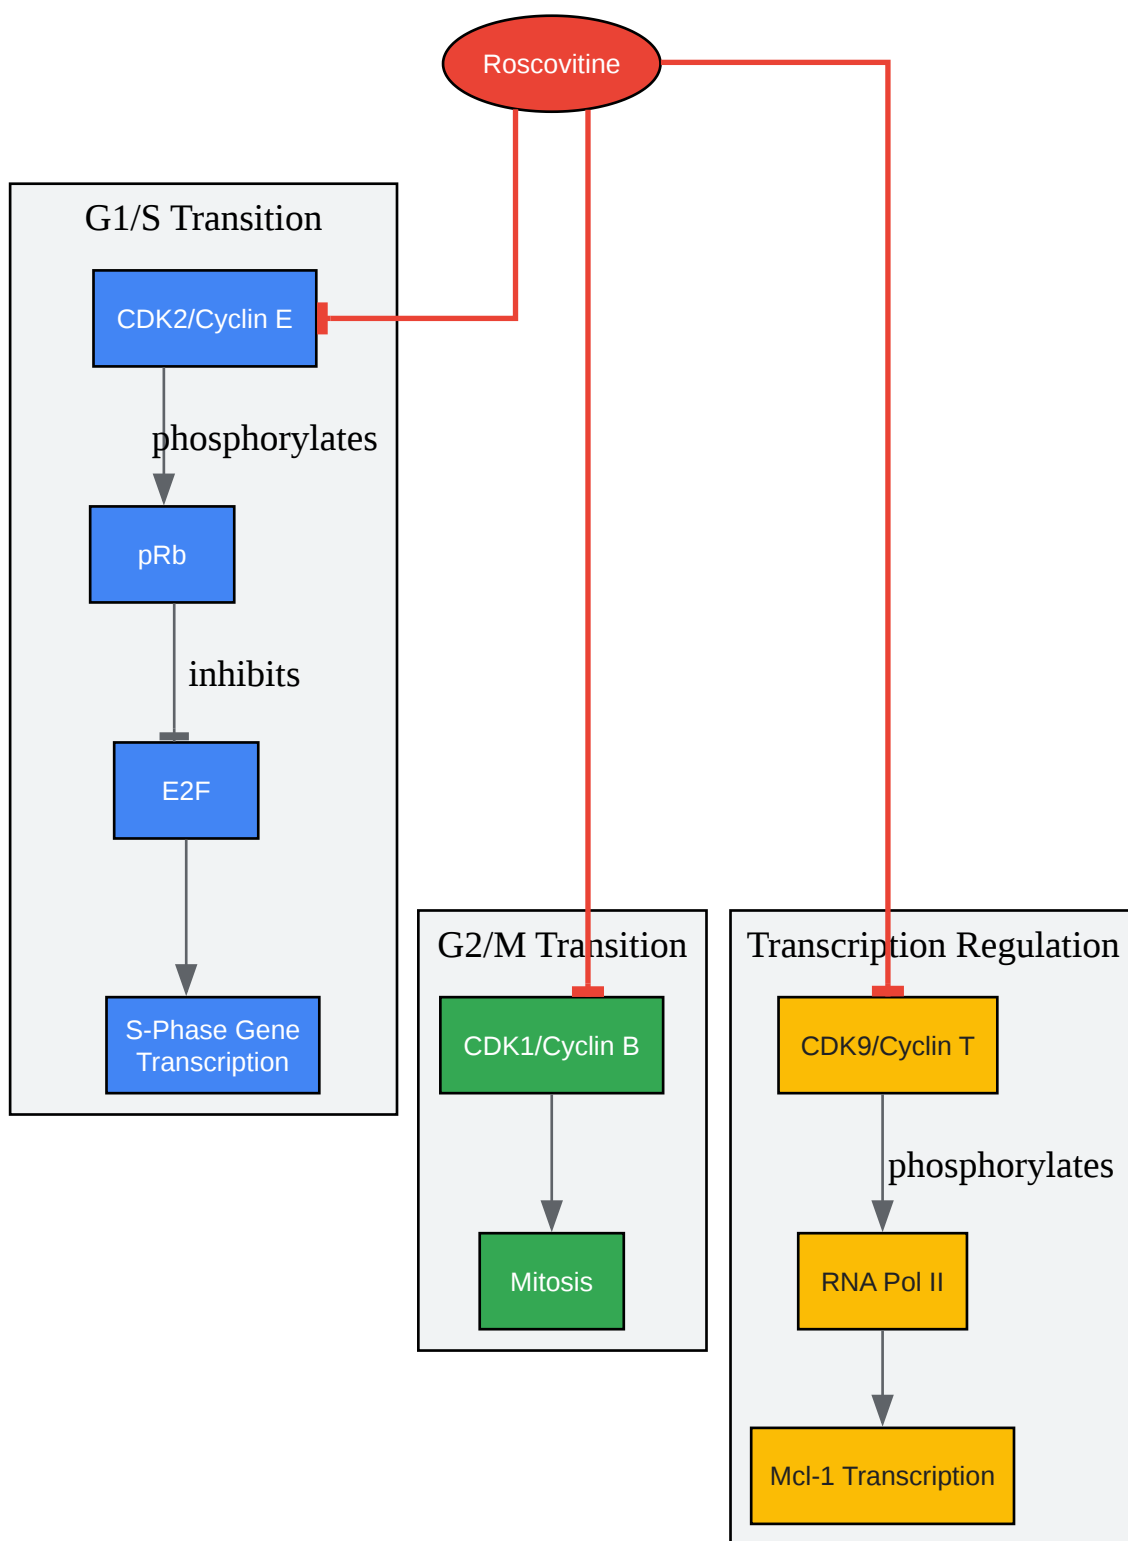 Roscovitine
G1/S Transition
CDK2/Cyclin E
phosphorylates
pRb
inhibits
E2F
S-Phase Gene
Transcription
G2/M Transition
CDK1/Cyclin B
Mitosis
Transcription Regulation
CDK9/Cyclin T
phosphorylates
RNA Pol II
Mcl-1 Transcription